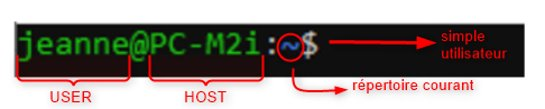 jeanne@PC-M2i:~$
simple
utilisateur
répertoire courant
USER
HOST